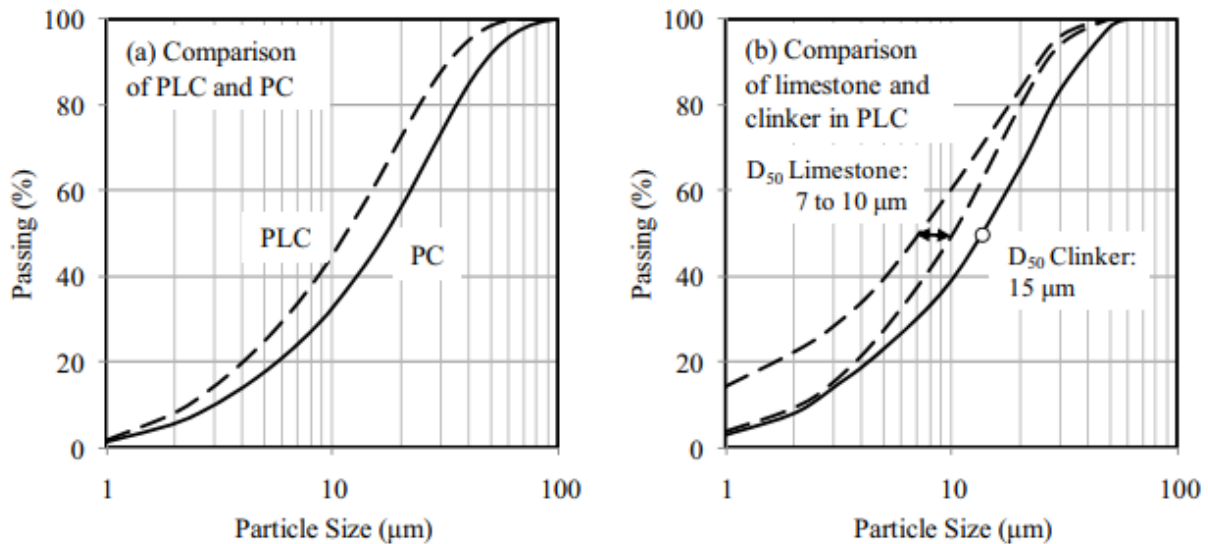 100
80
60
40
20
0
Passing (%)
(a) Comparison
of PLC and PC
PLC
PC
1
10
100
Particle Size (μm)
100
80
60
40
20
0
Passing (%)
(b) Comparison
of limestone and
clinker in PLC
D₅₀ Limestone:
7 to 10 μm
D₅₀ Clinker:
15 μm
1
10
100
Particle Size (μm)